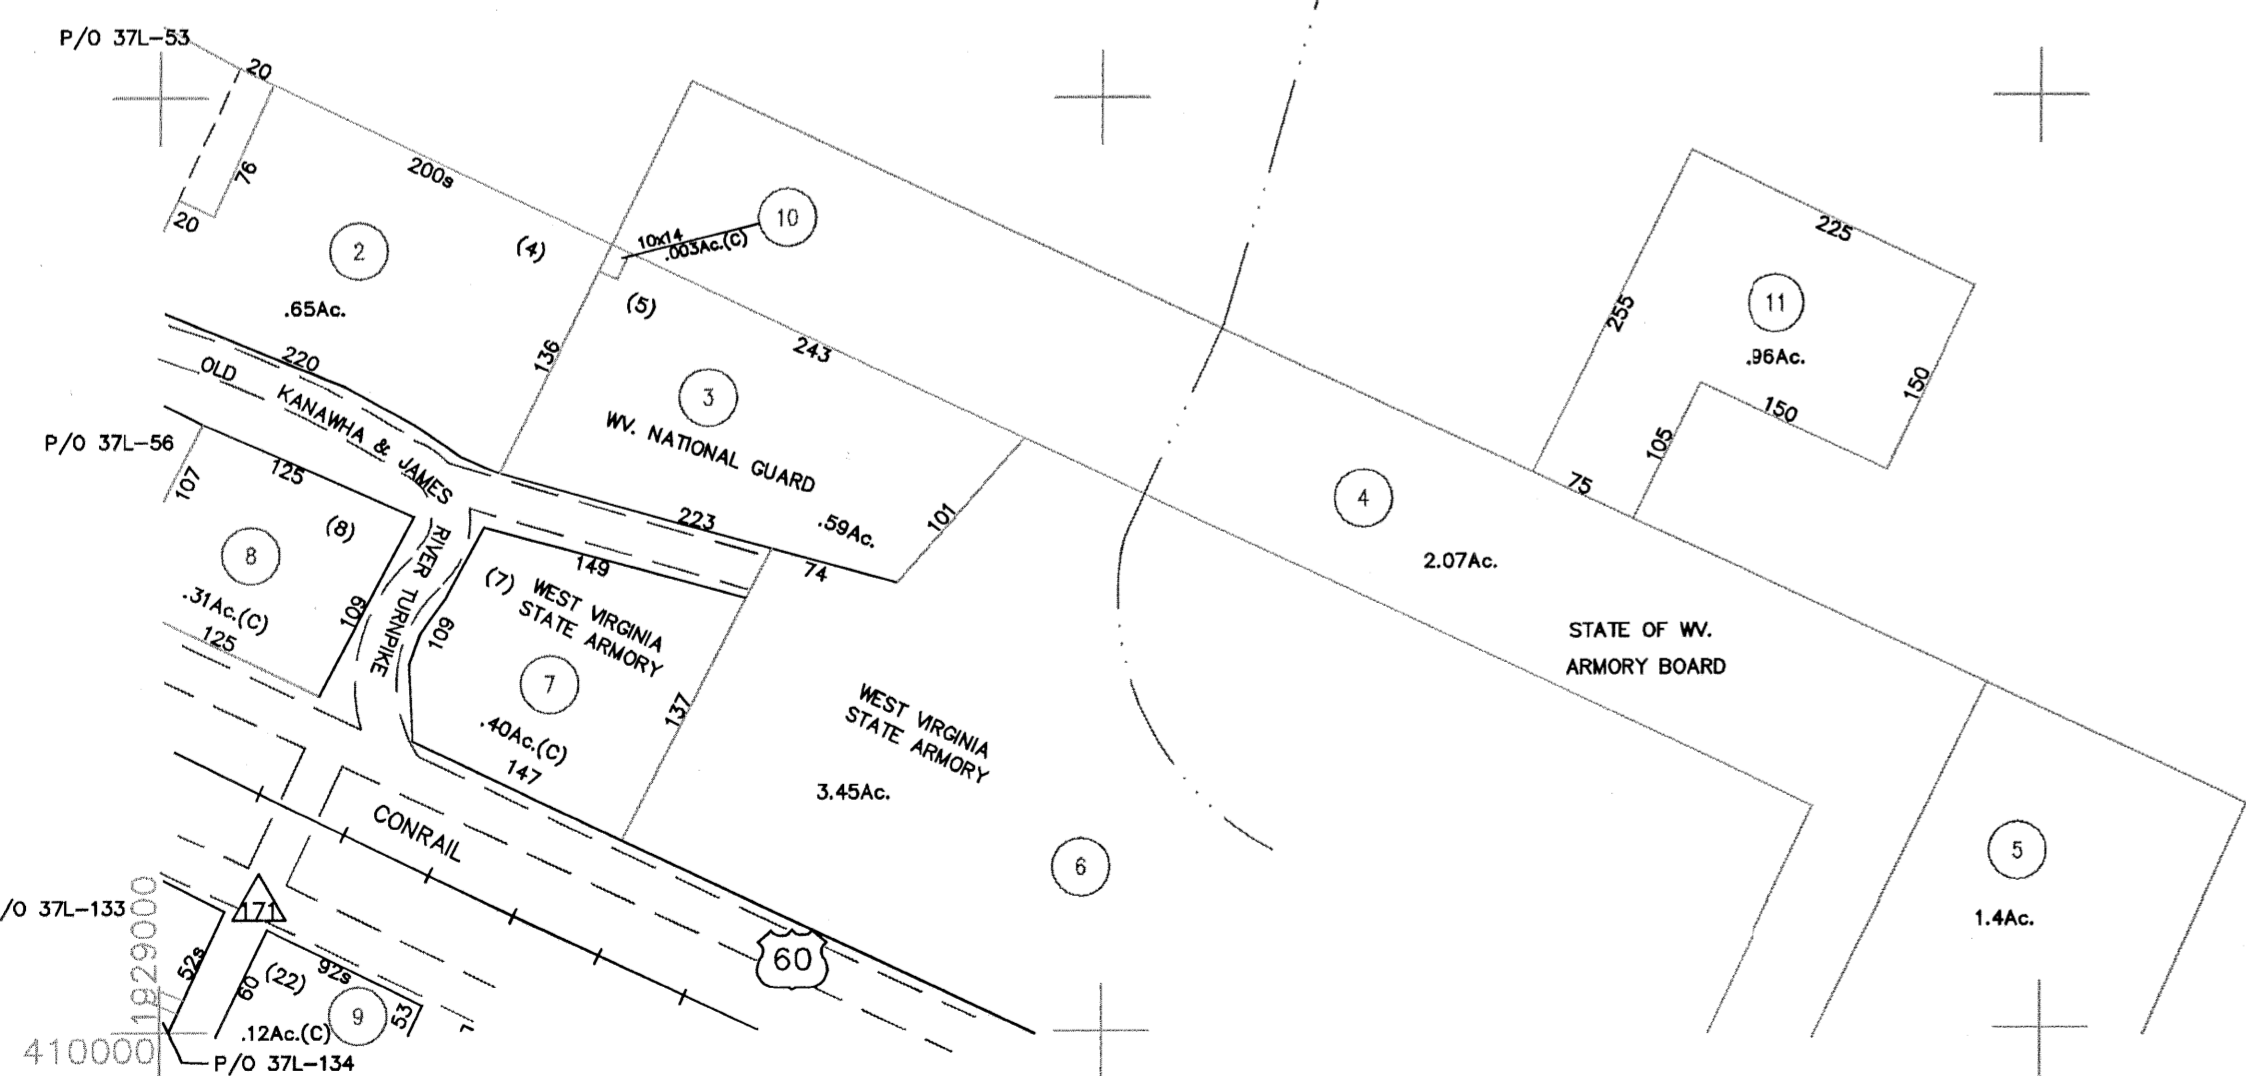 P/O 37L-53
20
76
20
200s
2
(4)
.65Ac.
220
10x14
.003Ac.(C)
10
(5)
136
243
3
WV. NATIONAL GUARD
.59Ac.
101
223
74
225
255
11
.96Ac.
150
150
105
75
4
2.07Ac.
STATE OF WV.
ARMORY BOARD
OLD KANAWHA & JAMES RIVER TURNPIKE
P/O 37L-56
107
125
(8)
8
.31Ac.(C)
125
109
149
(7)
WEST VIRGINIA
STATE ARMORY
109
7
.40Ac.(C)
147
137
WEST VIRGINIA
STATE ARMORY
3.45Ac.
6
5
1.4Ac.
CONRAIL
60
/O 37L-133
171
1829000
52s
60
(22)
92s
9
53
.12Ac.(C)
410000
P/O 37L-134